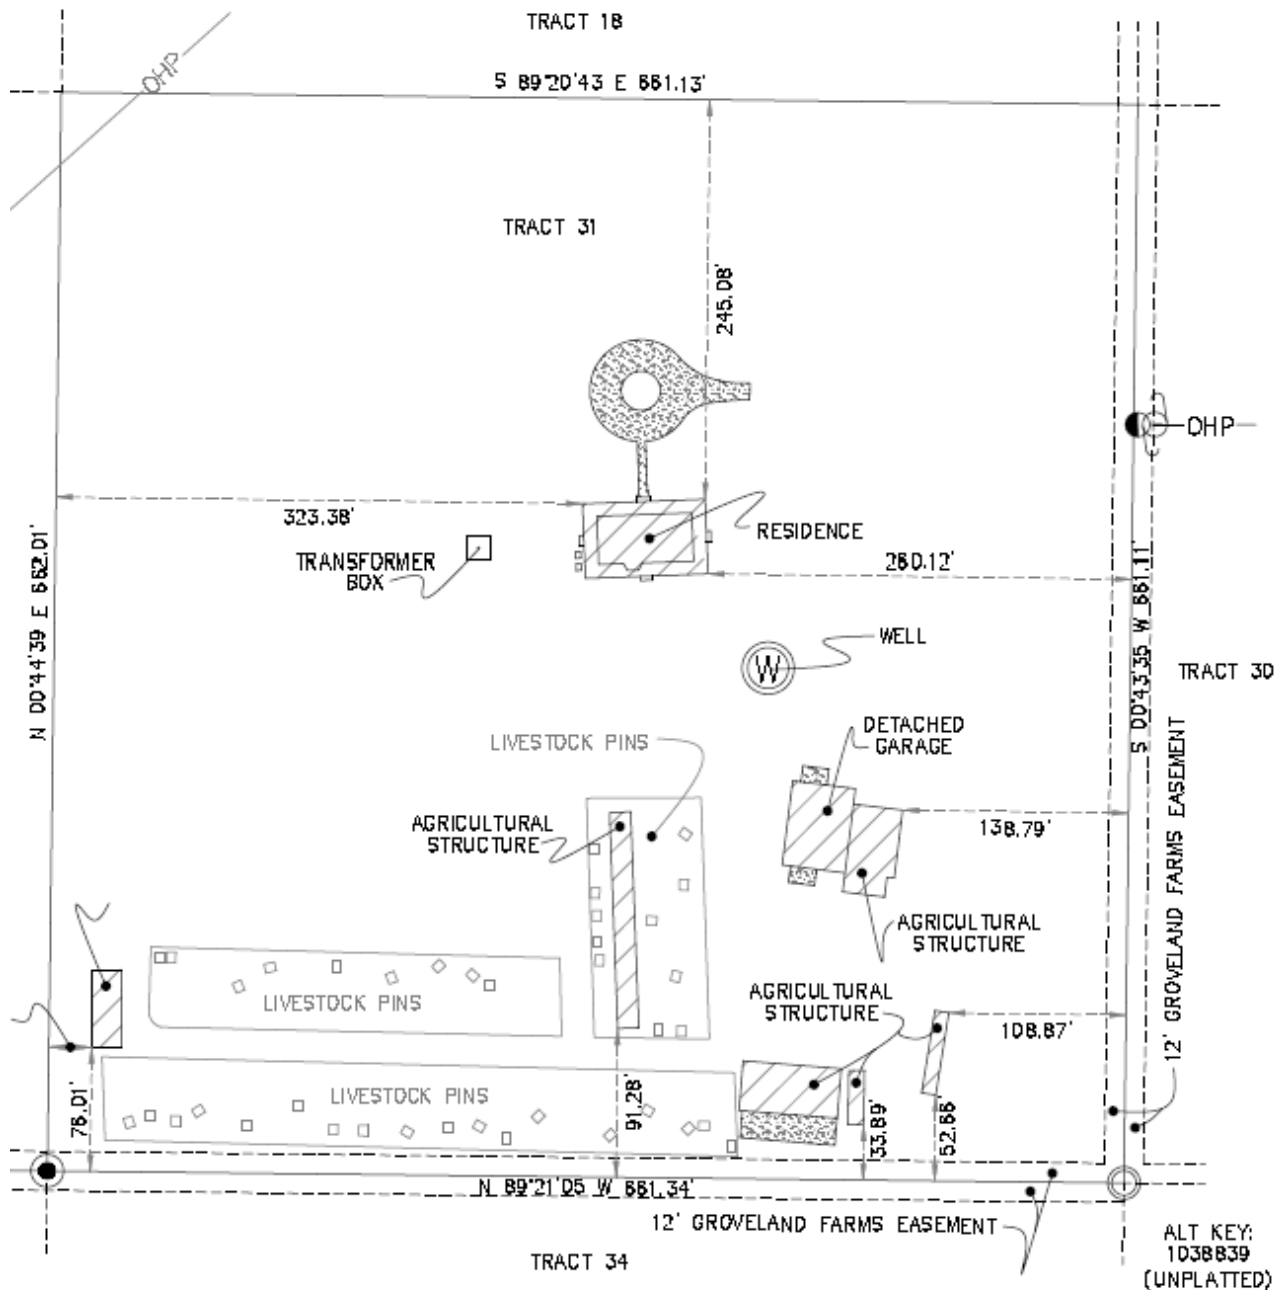 TRACT 18
OHP
S 89°20'43 E 661.13'
TRACT 31
245.08'
OHP
323.38'
TRANSFORMER
BOX
RESIDENCE
260.12'
N 00°44'39 E 662.01'
S 00°43'35 W 661.11'
WELL
TRACT 30
LIVESTOCK PINS
DETACHED
GARAGE
12' GROVELAND FARMS EASEMENT
AGRICULTURAL
STRUCTURE
138.79'
AGRICULTURAL
STRUCTURE
LIVESTOCK PINS
AGRICULTURAL
STRUCTURE
108.87'
LIVESTOCK PINS
76.01'
91.28'
33.89'
52.66'
N 89°21'05 W 661.34'
12' GROVELAND FARMS EASEMENT
TRACT 34
ALT KEY:
1038839
(UNPLATTED)
W